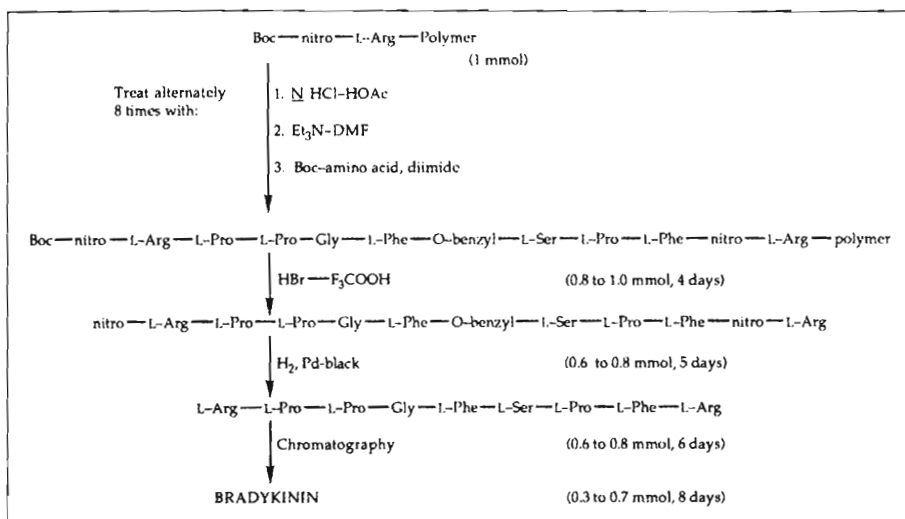 Boc—nitro—L-Arg—Polymer
(1 mmol)
Treat alternately
8 times with:
1. N HCl-HOAc
2. Et₃N-DMF
3. Boc-amino acid, diimide
Boc—nitro—L-Arg—L-Pro—L-Pro—Gly—L-Phe—O-benzyl—L-Ser—L-Pro—L-Phe—nitro—L-Arg—polymer
HBr—F₃COOH (0.8 to 1.0 mmol, 4 days)
nitro—L-Arg—L-Pro—L-Pro—Gly—L-Phe—O-benzyl—L-Ser—L-Pro—L-Phe—nitro—L-Arg
H₂, Pd-black (0.6 to 0.8 mmol, 5 days)
L-Arg—L-Pro—L-Pro—Gly—L-Phe—L-Ser—L-Pro—L-Phe—L-Arg
Chromatography (0.6 to 0.8 mmol, 6 days)
BRADYKININ (0.3 to 0.7 mmol, 8 days)